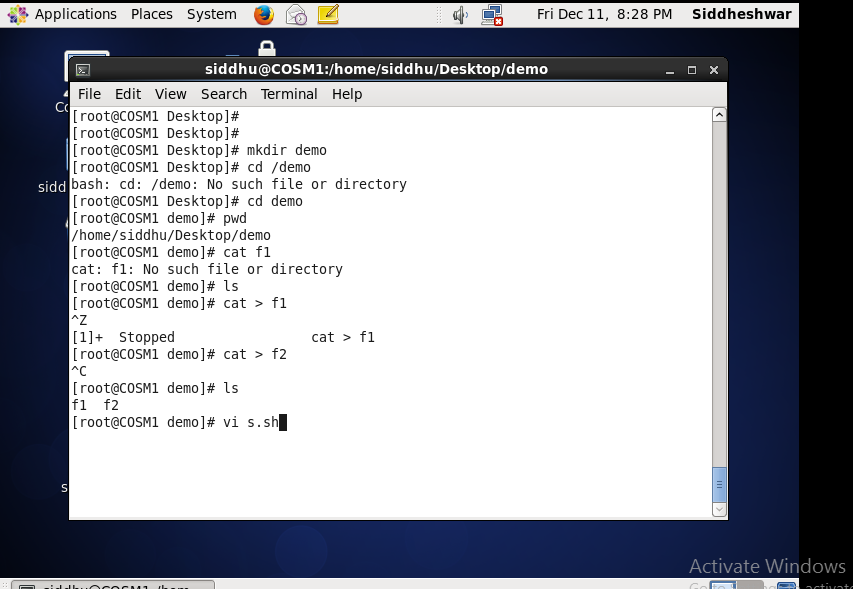 Applications Places System Fri Dec 11, 8:28 PM Siddheshwar
siddhu@COSM1:/home/siddhu/Desktop/demo
File Edit View Search Terminal Help
[root@COSM1 Desktop]#
[root@COSM1 Desktop]#
[root@COSM1 Desktop]# mkdir demo
[root@COSM1 Desktop]# cd /demo
bash: cd: /demo: No such file or directory
[root@COSM1 Desktop]# cd demo
[root@COSM1 demo]# pwd
/home/siddhu/Desktop/demo
[root@COSM1 demo]# cat f1
cat: f1: No such file or directory
[root@COSM1 demo]# ls
[root@COSM1 demo]# cat > f1
^Z
[1]+  Stopped                 cat > f1
[root@COSM1 demo]# cat > f2
^C
[root@COSM1 demo]# ls
f1  f2
[root@COSM1 demo]# vi s.sh
sidd
Activate Windows